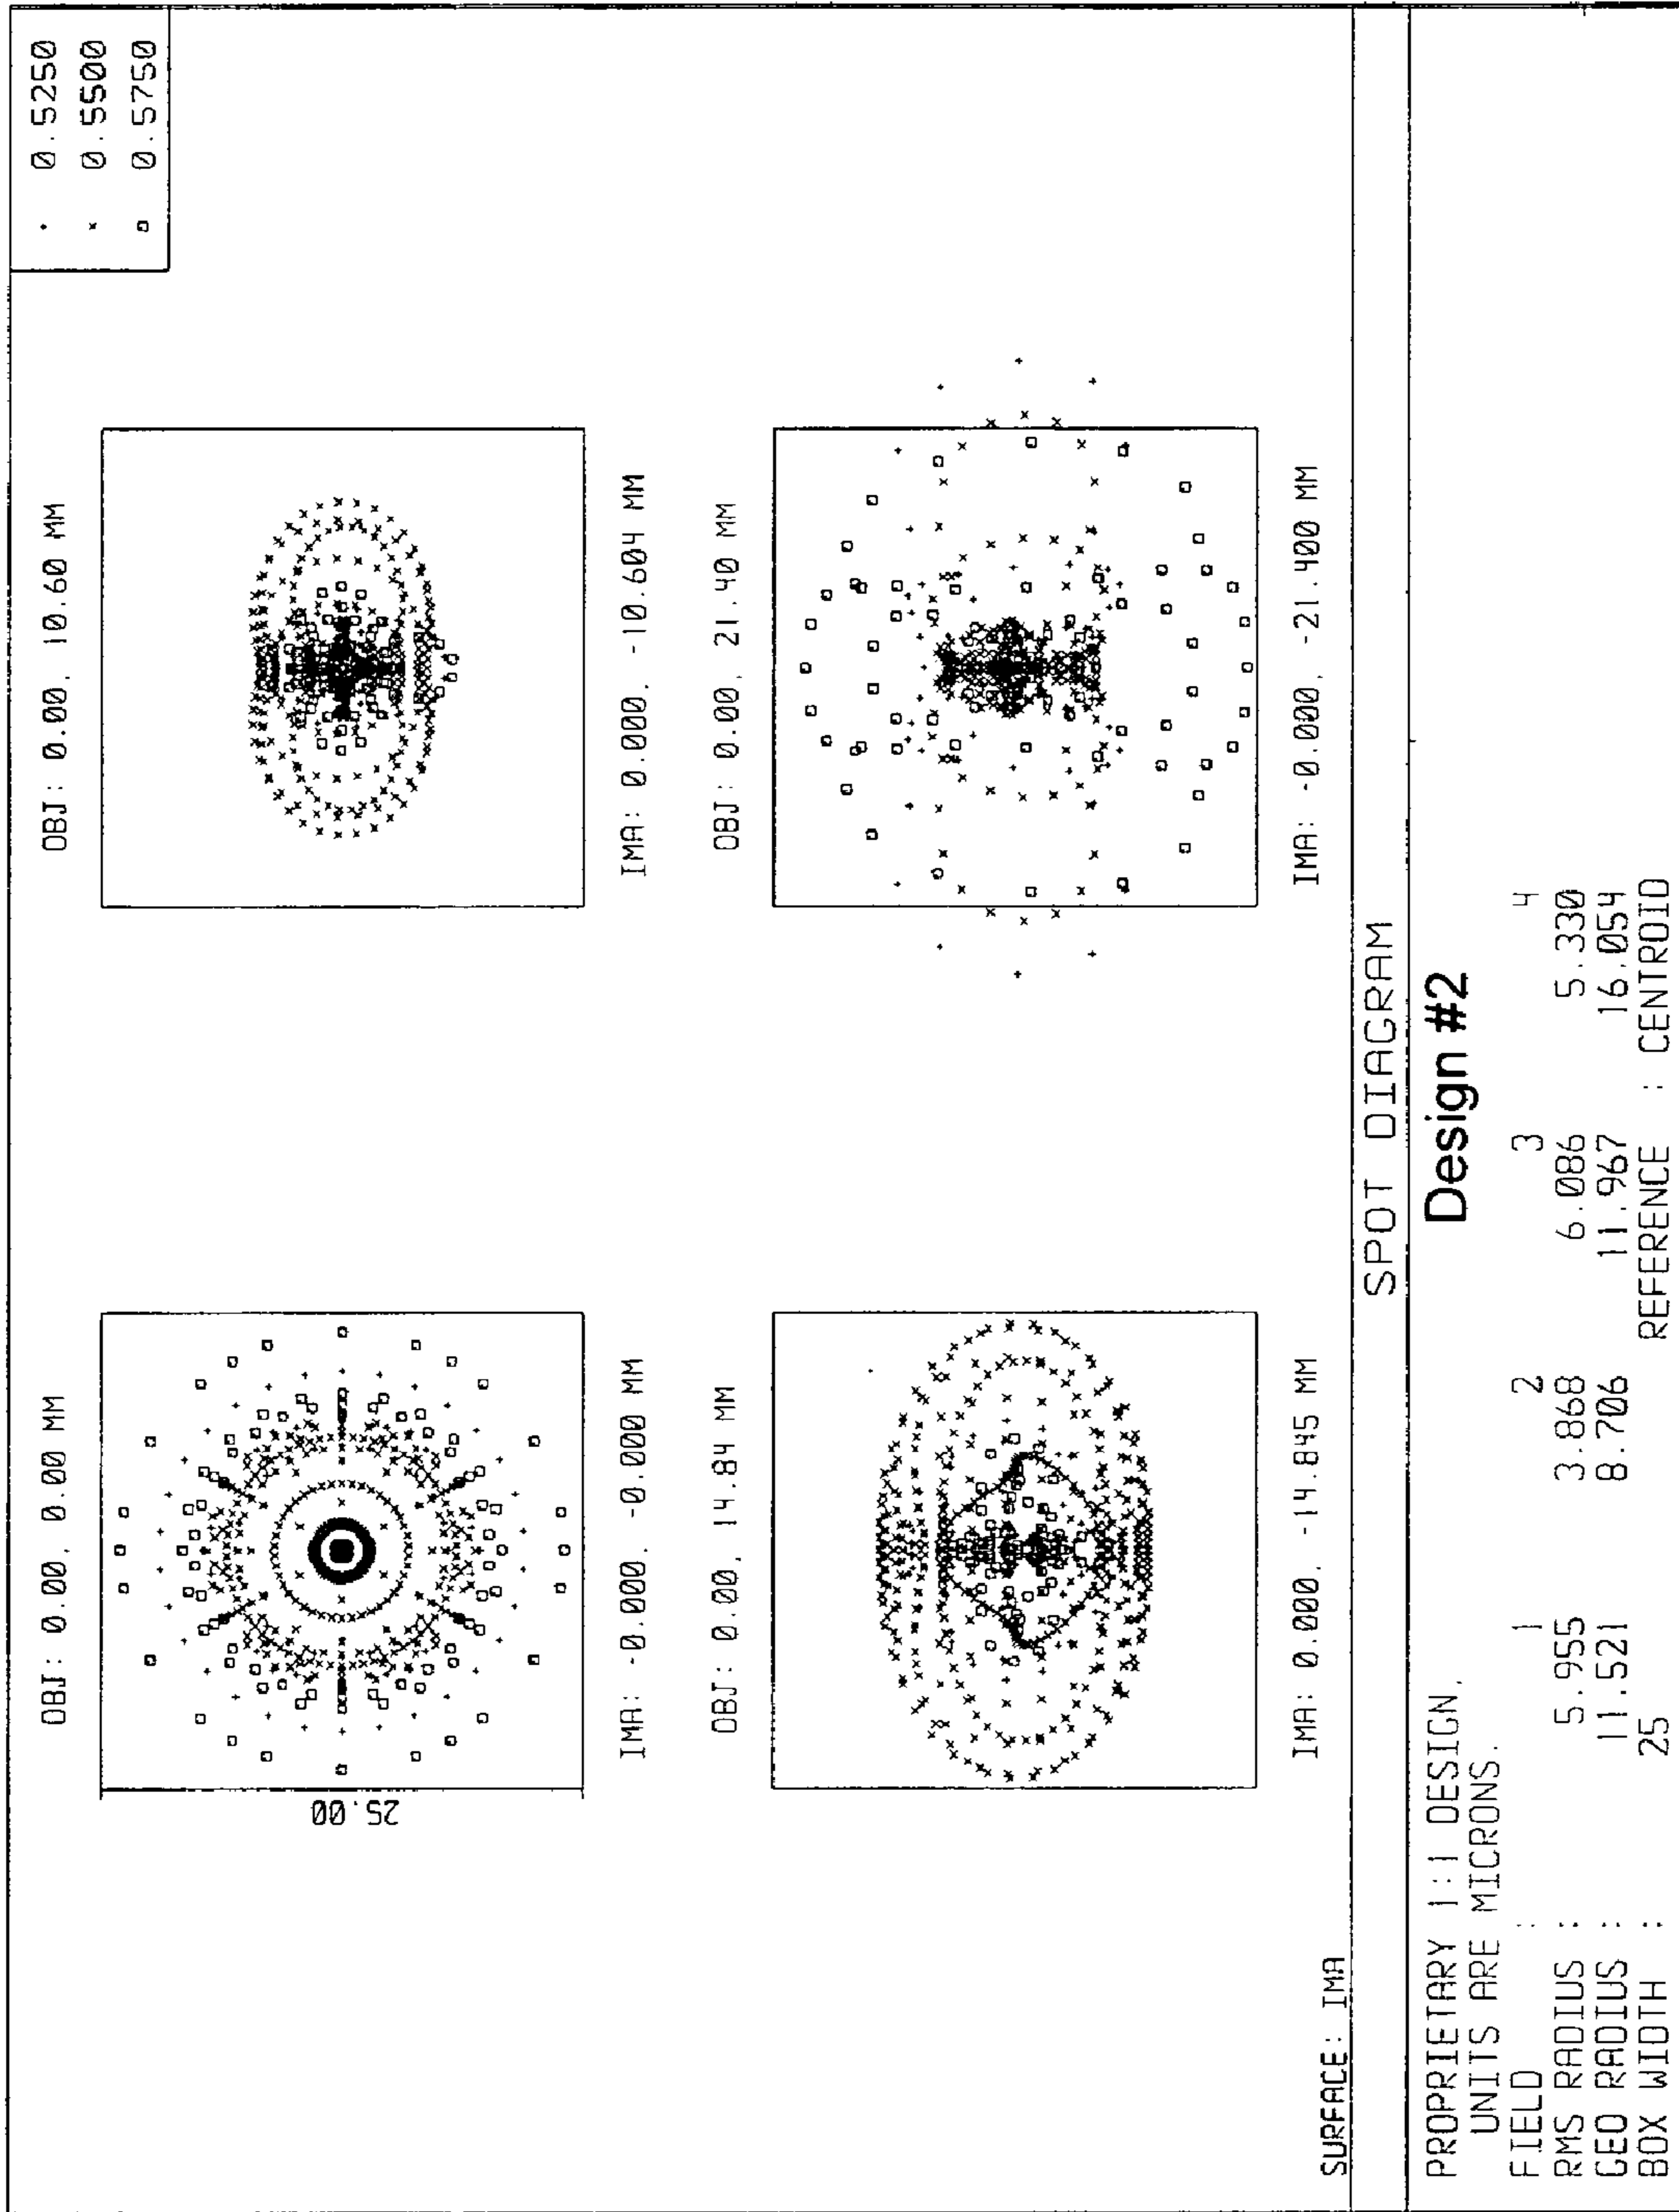 + 0.5250
× 0.5500
□ 0.5750
OBJ: 0.00, 0.00 MM
OBJ: 0.00, 10.60 MM
25.00
IMA: -0.000, -0.000 MM
IMA: 0.000, -10.604 MM
OBJ: 0.00, 14.84 MM
OBJ: 0.00, 21.40 MM
IMA: 0.000, -14.845 MM
IMA: -0.000, -21.400 MM
SURFACE: IMA
SPOT DIAGRAM
PROPRIETARY 1:1 DESIGN.
Design #2
UNITS ARE MICRONS.
FIELD : 1 2 3 4
RMS RADIUS : 5.955 3.868 6.086 5.330
GEO RADIUS : 11.521 8.706 11.967 16.054
BOX WIDTH : 25 REFERENCE : CENTROID